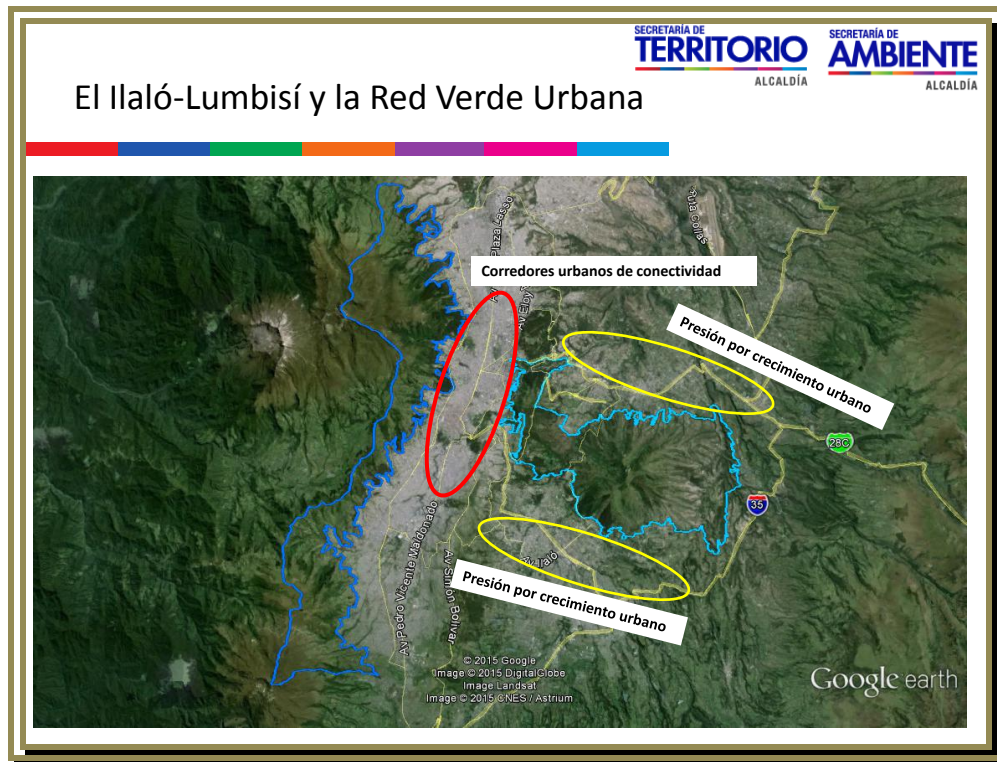 SECRETARÍA DE
TERRITORIO
ALCALDÍA
SECRETARÍA DE
AMBIENTE
ALCALDÍA
El Ilaló-Lumbisí y la Red Verde Urbana
Corredores urbanos de conectividad
Presión por crecimiento urbano
Presión por crecimiento urbano
Plaza Lasso
Av Eloy
Ruta Collas
28C
35
Av Pedro Vicente Maldonado
Av Simón Bolívar
Av Ilaló
© 2015 Google
Image © 2015 DigitalGlobe
Image Landsat
Image © 2015 CNES / Astrium
Google earth